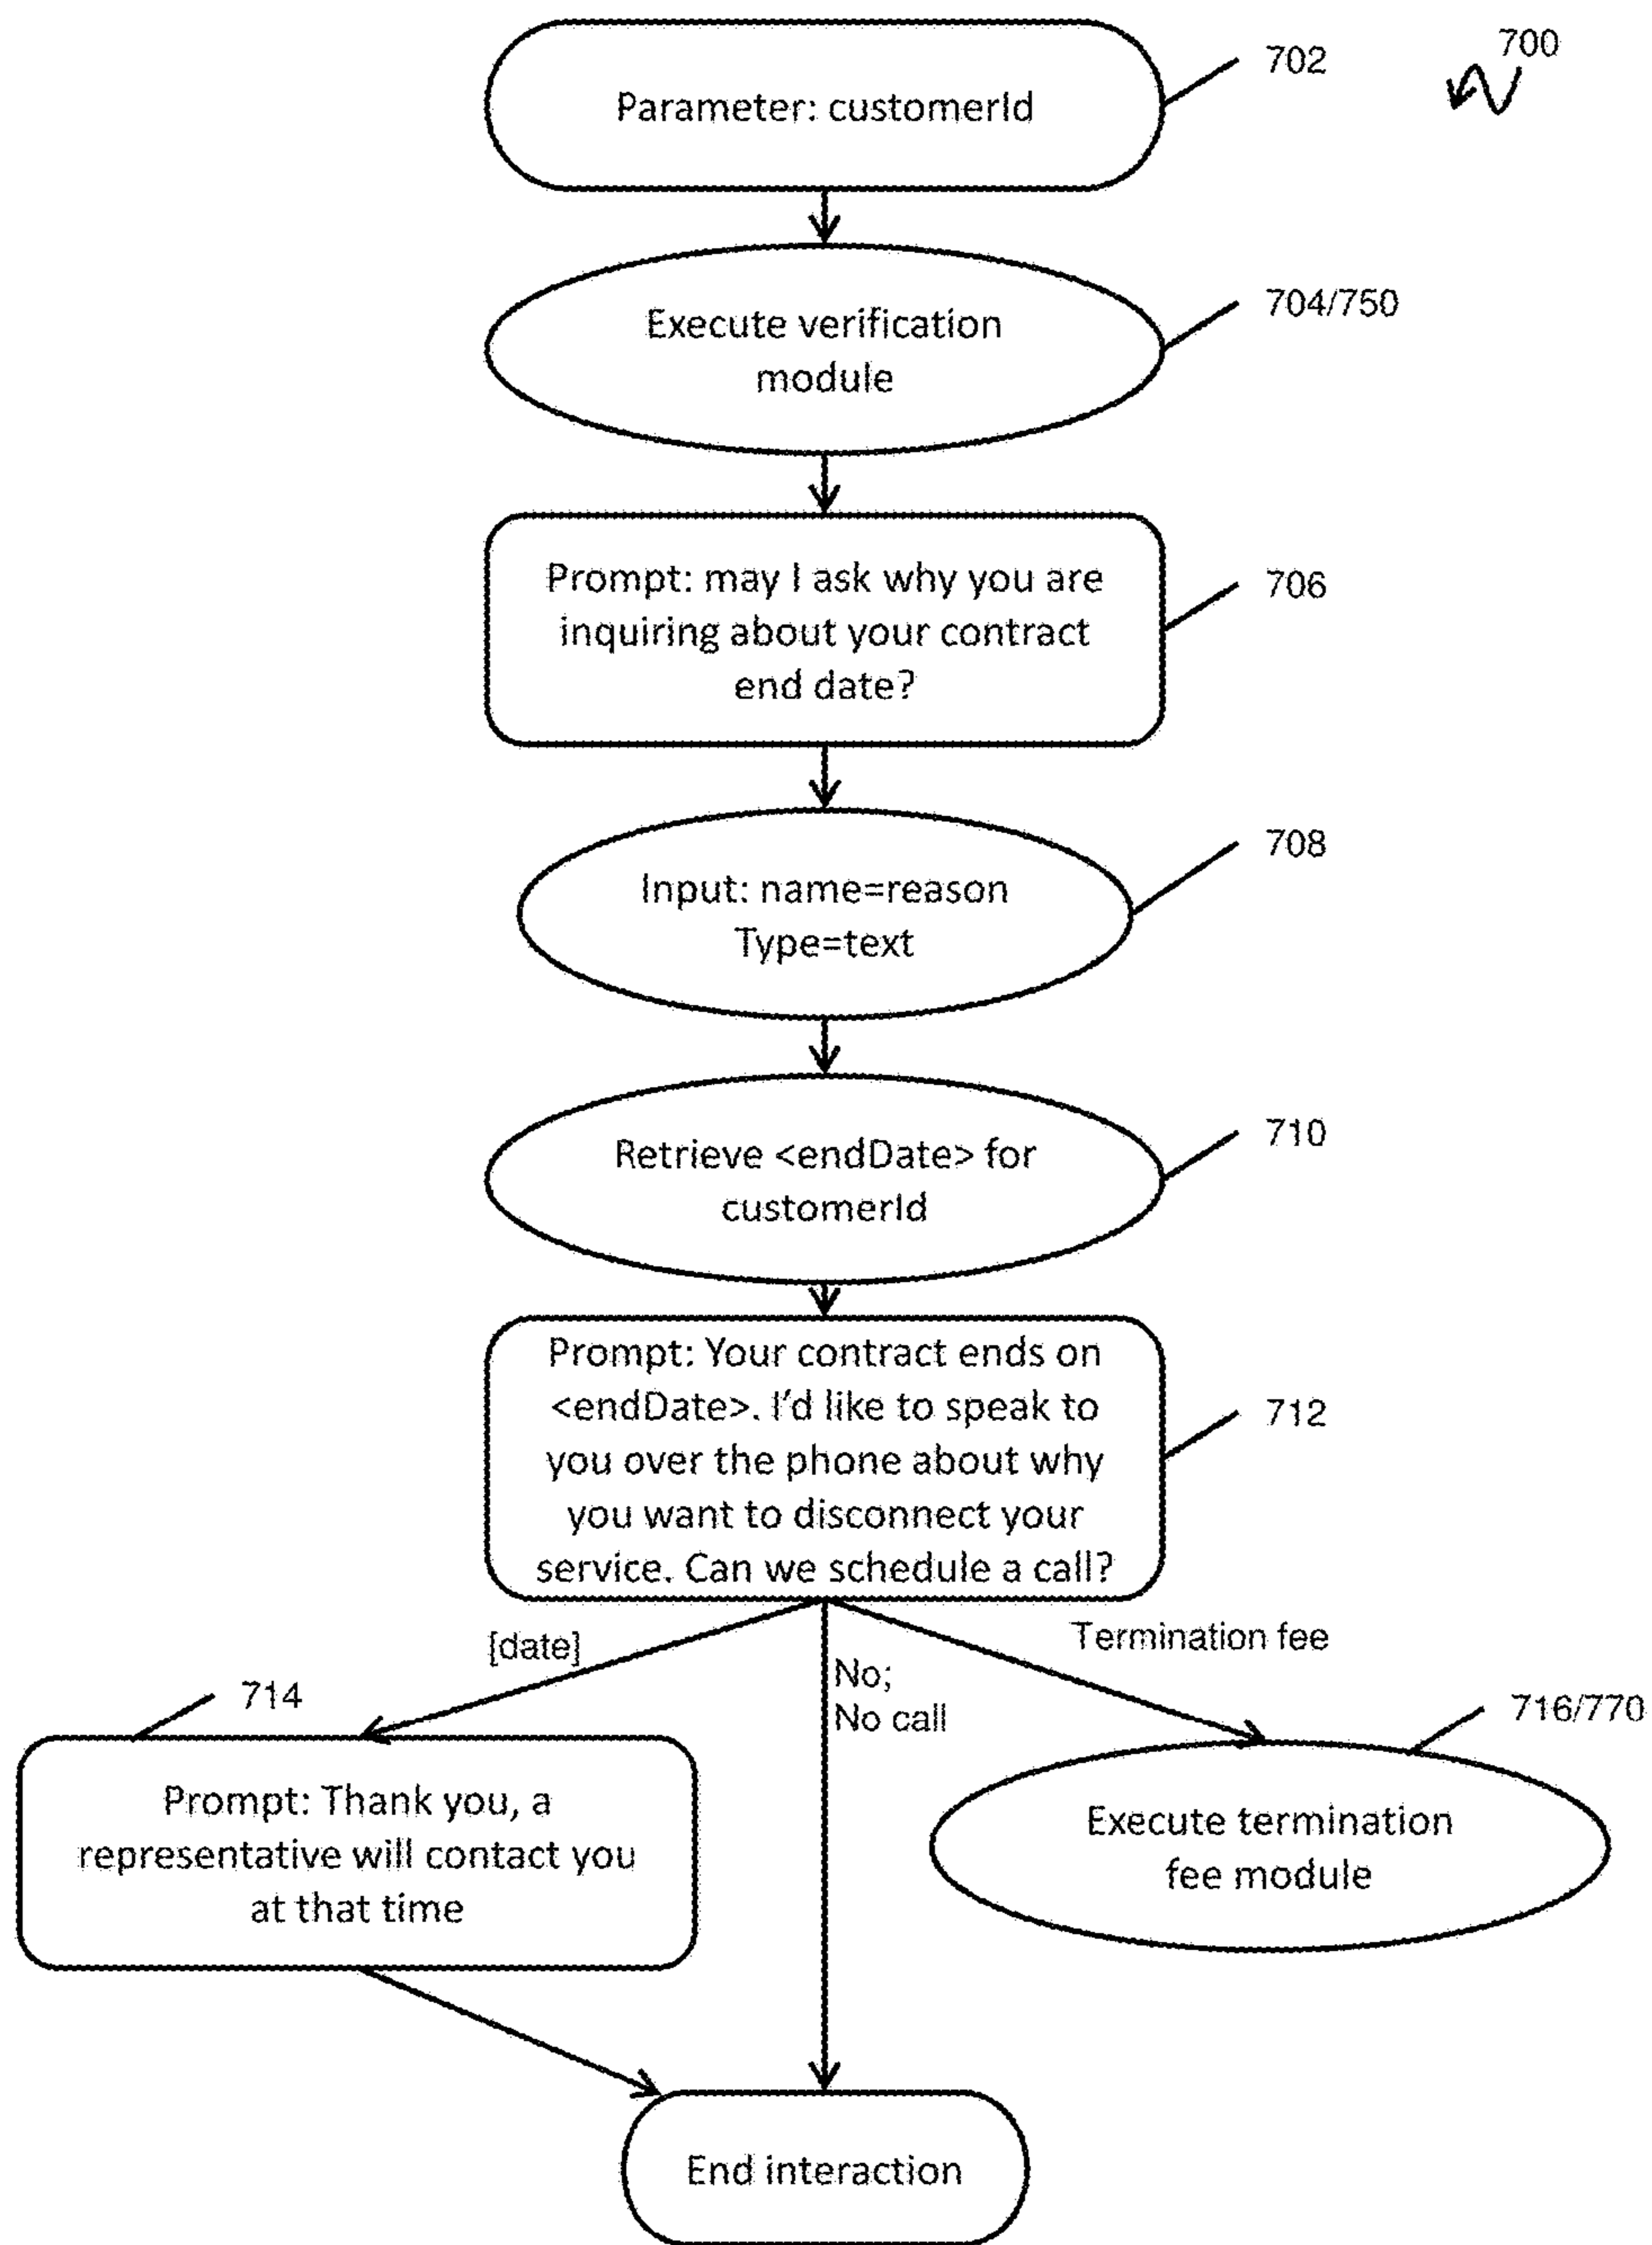 700
702
Parameter: customerId
704/750
Execute verification
module
Prompt: may I ask why you are
inquiring about your contract
end date?
706
708
Input: name=reason
Type=text
710
Retrieve <endDate> for
customerId
Prompt: Your contract ends on
<endDate>. I'd like to speak to
you over the phone about why
you want to disconnect your
service. Can we schedule a call?
712
[date]
No;
No call
Termination fee
714
716/770
Prompt: Thank you, a
representative will contact you
at that time
Execute termination
fee module
End interaction